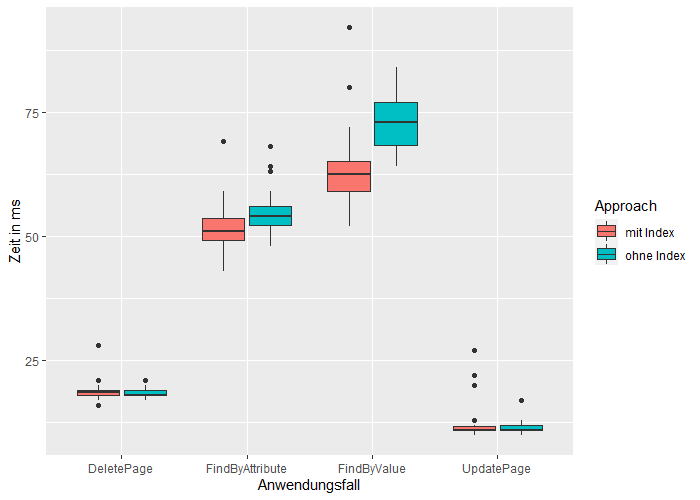 Zeit in ms
75
50
25
DeletePage
FindByAttribute
FindByValue
UpdatePage
Anwendungsfall
Approach
mit Index
ohne Index